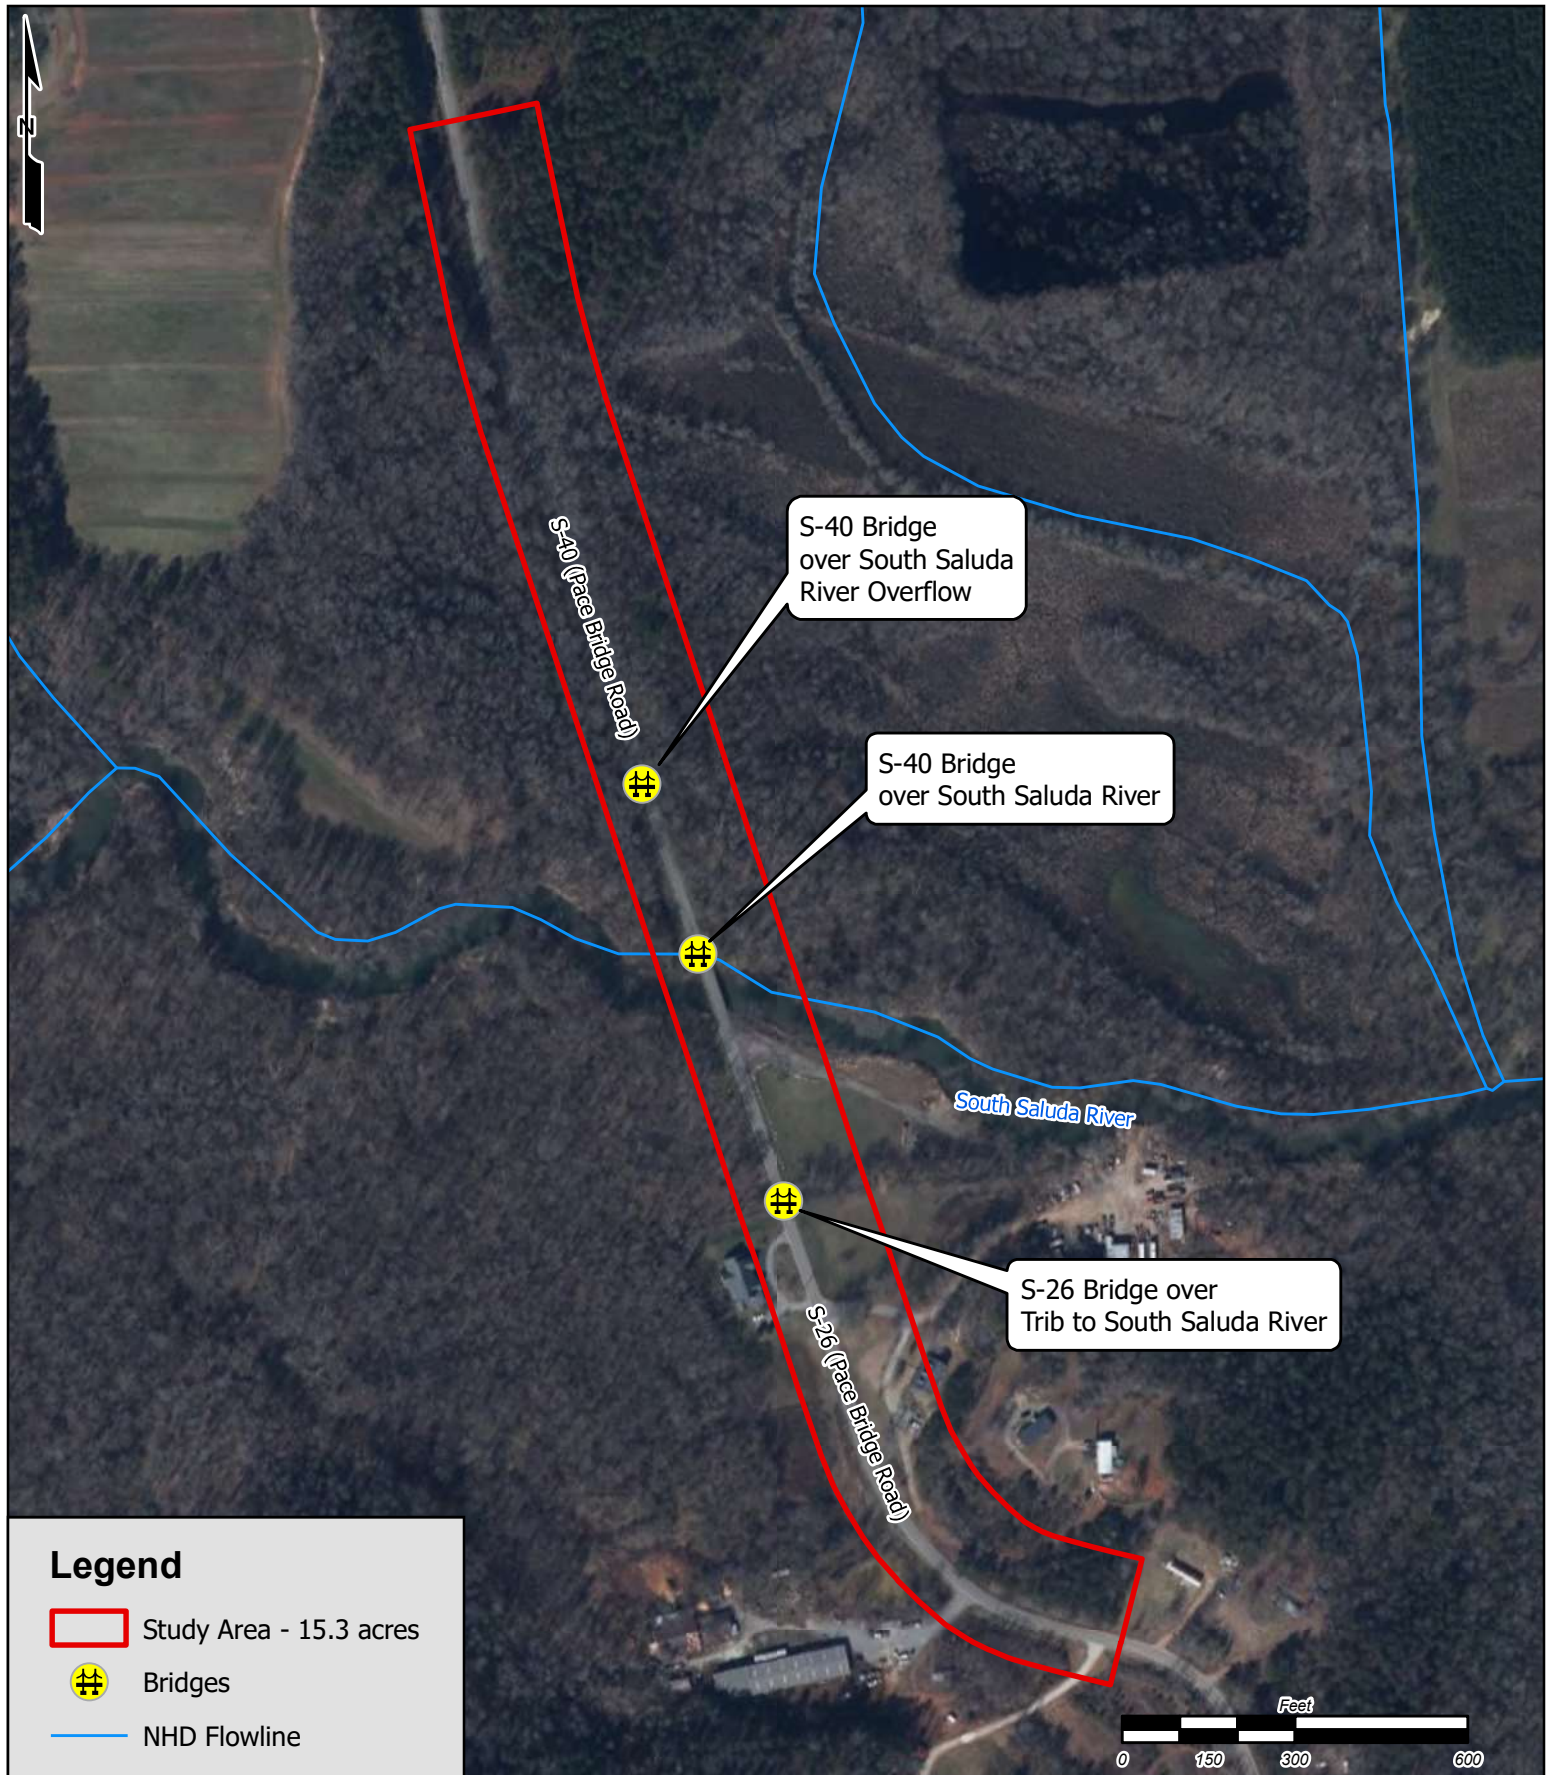 N
S-40 Bridge
over South Saluda
River Overflow
S-40 (Pace Bridge Road)
S-40 Bridge
over South Saluda River
South Saluda River
S-26 Bridge over
Trib to South Saluda River
S-26 (Pace Bridge Road)
Legend
Study Area - 15.3 acres
Bridges
NHD Flowline
Feet
0 150 300 600